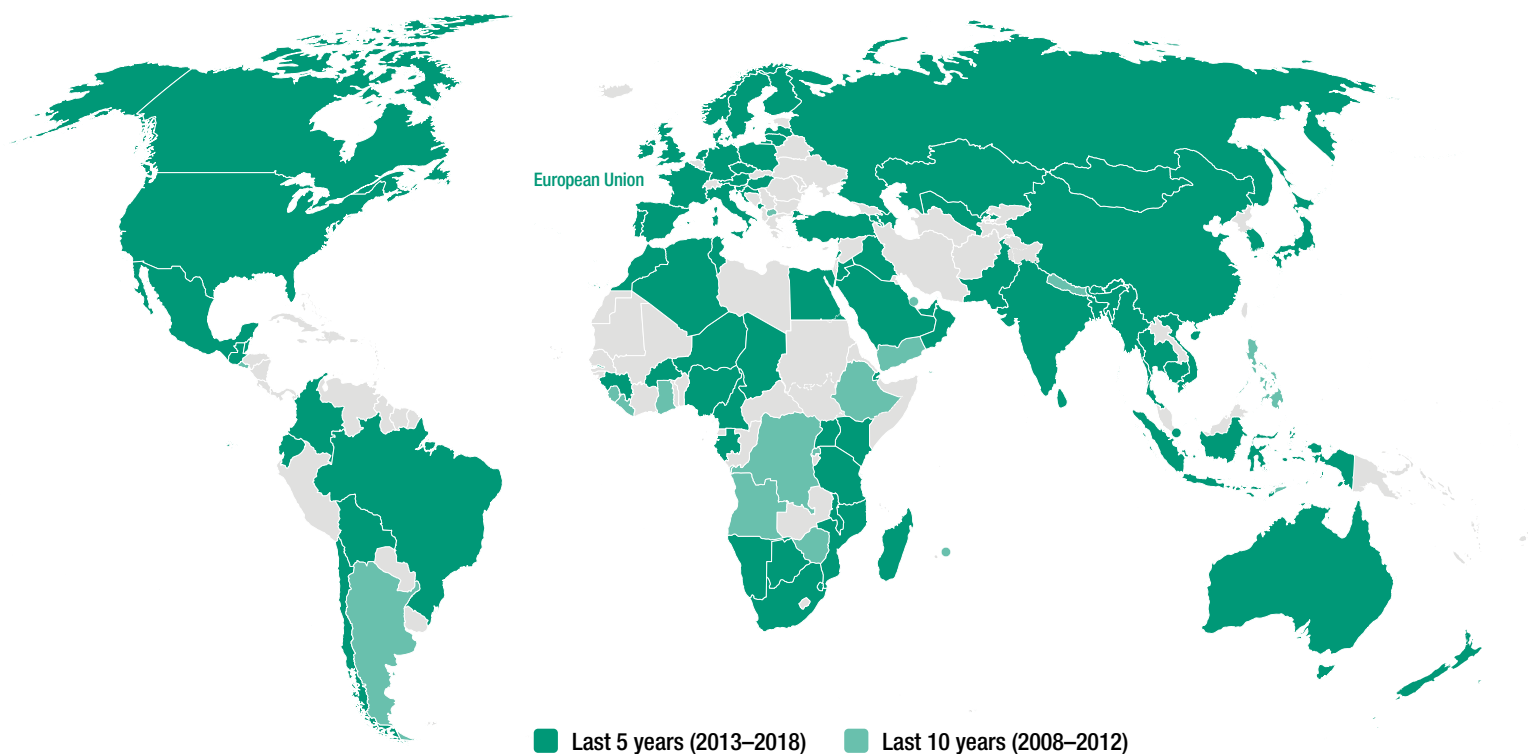 European Union
Last 5 years (2013–2018)
Last 10 years (2008–2012)